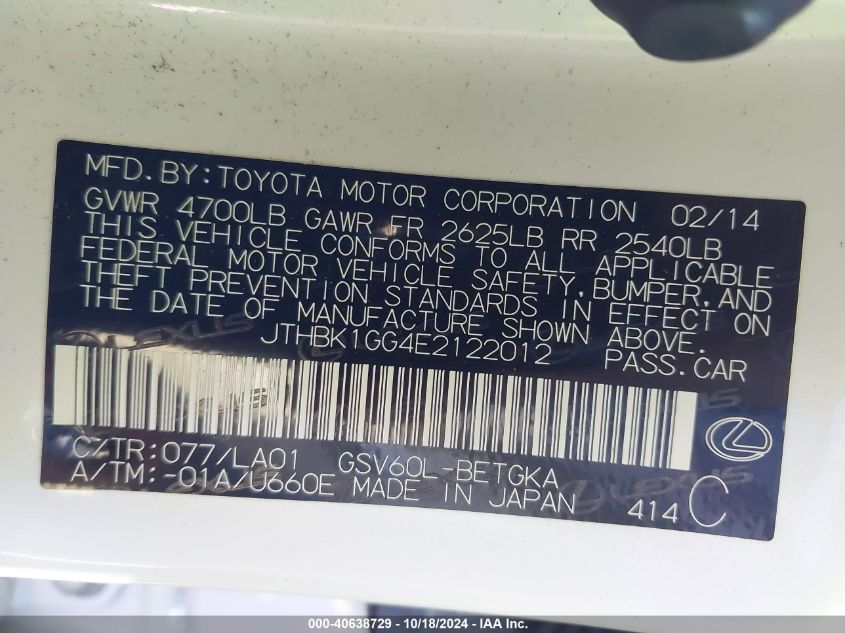 MFD. BY: TOYOTA MOTOR CORPORATION 02/14
GVWR 4700LB GAWR FR 2625LB RR 2540LB
THIS VEHICLE CONFORMS TO ALL APPLICABLE
FEDERAL MOTOR VEHICLE SAFETY, BUMPER, AND
THEFT PREVENTION STANDARDS IN EFFECT ON
THE DATE OF MANUFACTURE SHOWN ABOVE.
JTHBK1GG4E2122012 PASS. CAR
C/TR: 077/LA01 GSV60L-BETGKA
A/TM: -01A/U660E MADE IN JAPAN 414 C
LEXUS
LEXUS
000-40638729 - 10/18/2024 - IAA Inc.